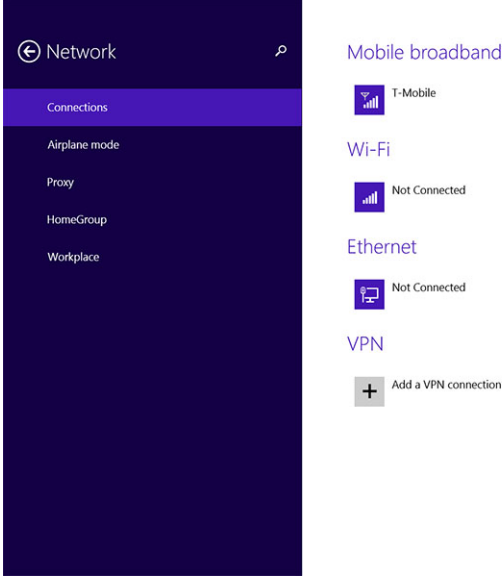 Network
Connections
Airplane mode
Proxy
HomeGroup
Workplace
Mobile broadband
T-Mobile
Wi-Fi
Not Connected
Ethernet
Not Connected
VPN
Add a VPN connection